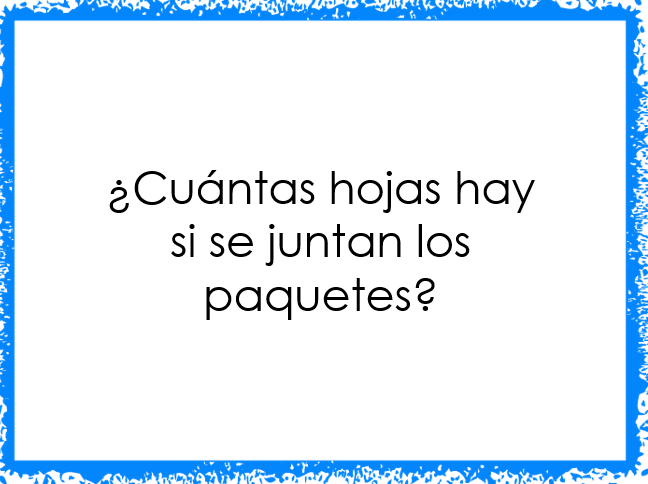 ¿Cuántas hojas hay
si se juntan los
paquetes?